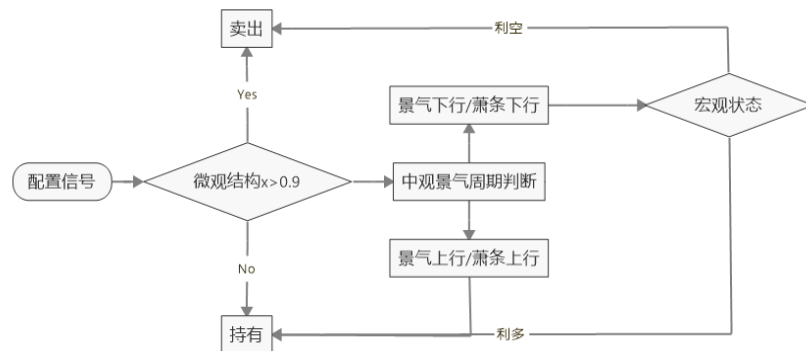 卖出
利空
Yes
景气下行/萧条下行
宏观状态
配置信号
微观结构x>0.9
中观景气周期判断
景气上行/萧条上行
No
持有
利多